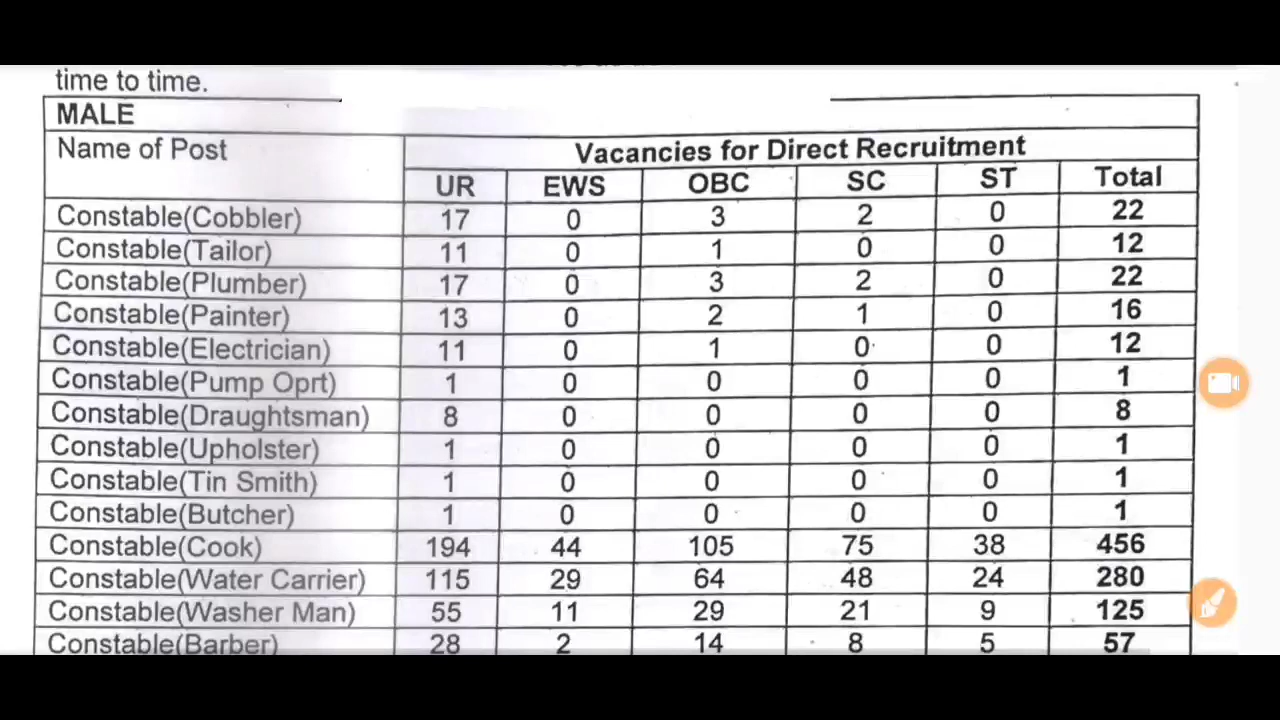 time to time.
MALE
Name of Post Vacancies for Direct Recruitment
UR EWS OBC SC ST Total
Constable(Cobbler) 17 0 3 2 0 22
Constable(Tailor) 11 0 1 0 0 12
Constable(Plumber) 17 0 3 2 0 22
Constable(Painter) 13 0 2 1 0 16
Constable(Electrician) 11 0 1 0 0 12
Constable(Pump Oprt) 1 0 0 0 0 1
Constable(Draughtsman) 8 0 0 0 0 8
Constable(Upholster) 1 0 0 0 0 1
Constable(Tin Smith) 1 0 0 0 0 1
Constable(Butcher) 1 0 0 0 0 1
Constable(Cook) 194 44 105 75 38 456
Constable(Water Carrier) 115 29 64 48 24 280
Constable(Washer Man) 55 11 29 21 9 125
Constable(Barber) 28 2 14 8 5 57